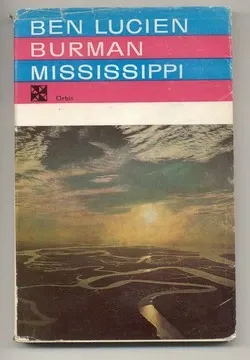 BEN LUCIEN
BURMAN
MISSISSIPPI
Orbis